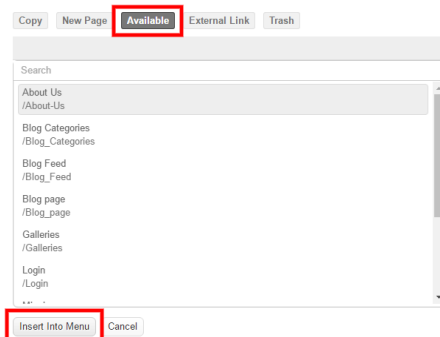 Copy New Page Available External Link Trash
Search
About Us
/About-Us
Blog Categories
/Blog_Categories
Blog Feed
/Blog_Feed
Blog page
/Blog_page
Galleries
/Galleries
Login
/Login
Insert Into Menu Cancel